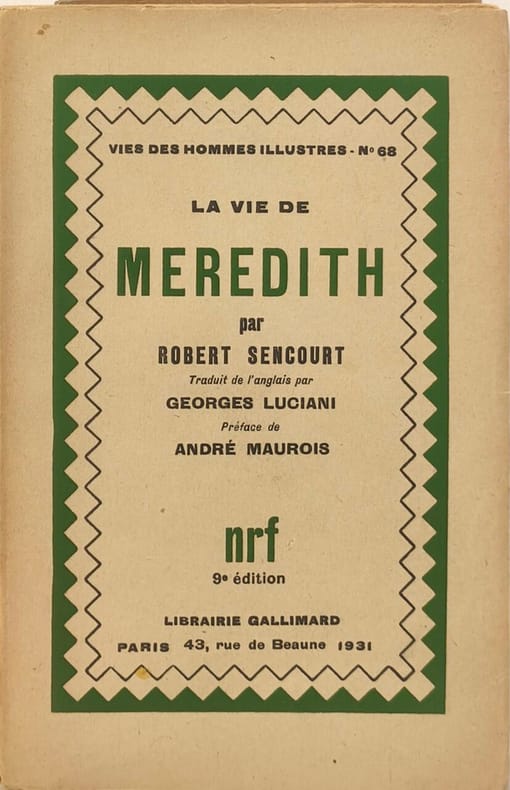 VIES DES HOMMES ILLUSTRES - Nº 68
LA VIE DE
MEREDITH
par
ROBERT SENCOURT
Traduit de l'anglais par
GEORGES LUCIANI
Préface de
ANDRÉ MAUROIS
nrf
9e édition
LIBRAIRIE GALLIMARD
PARIS 43, rue de Beaune 1931